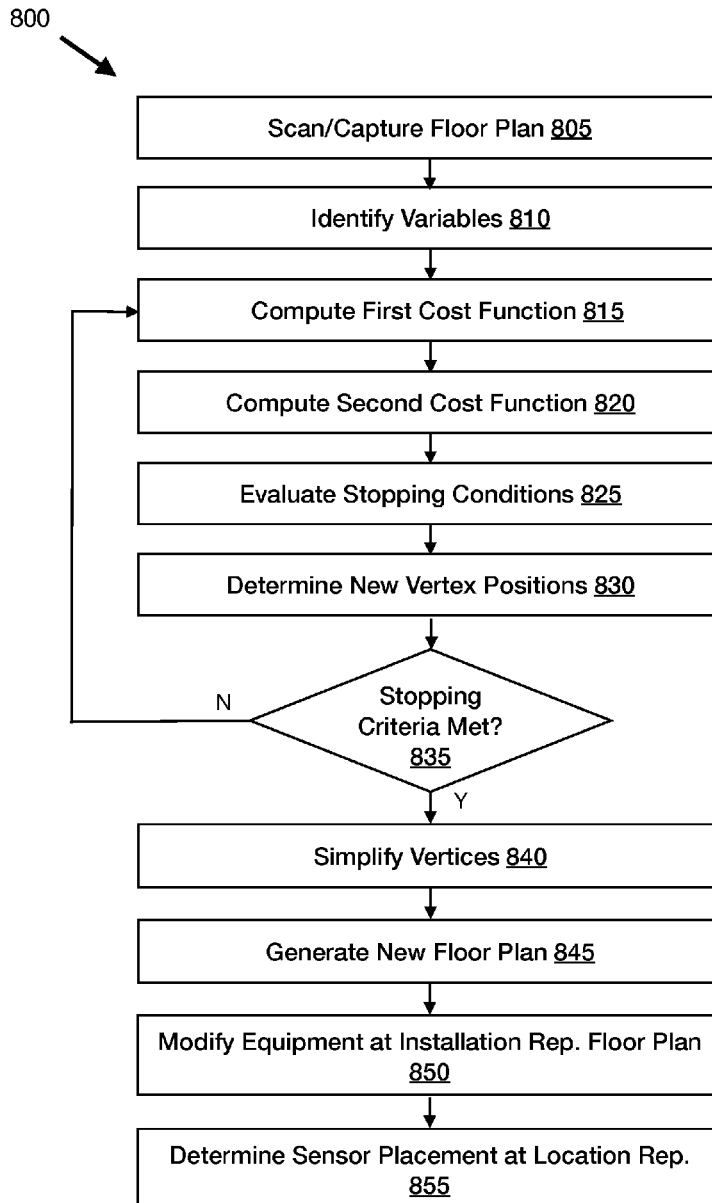 800
Scan/Capture Floor Plan 805
Identify Variables 810
Compute First Cost Function 815
Compute Second Cost Function 820
Evaluate Stopping Conditions 825
Determine New Vertex Positions 830
N
Stopping
Criteria Met?
835
Y
Simplify Vertices 840
Generate New Floor Plan 845
Modify Equipment at Installation Rep. Floor Plan
850
Determine Sensor Placement at Location Rep.
855